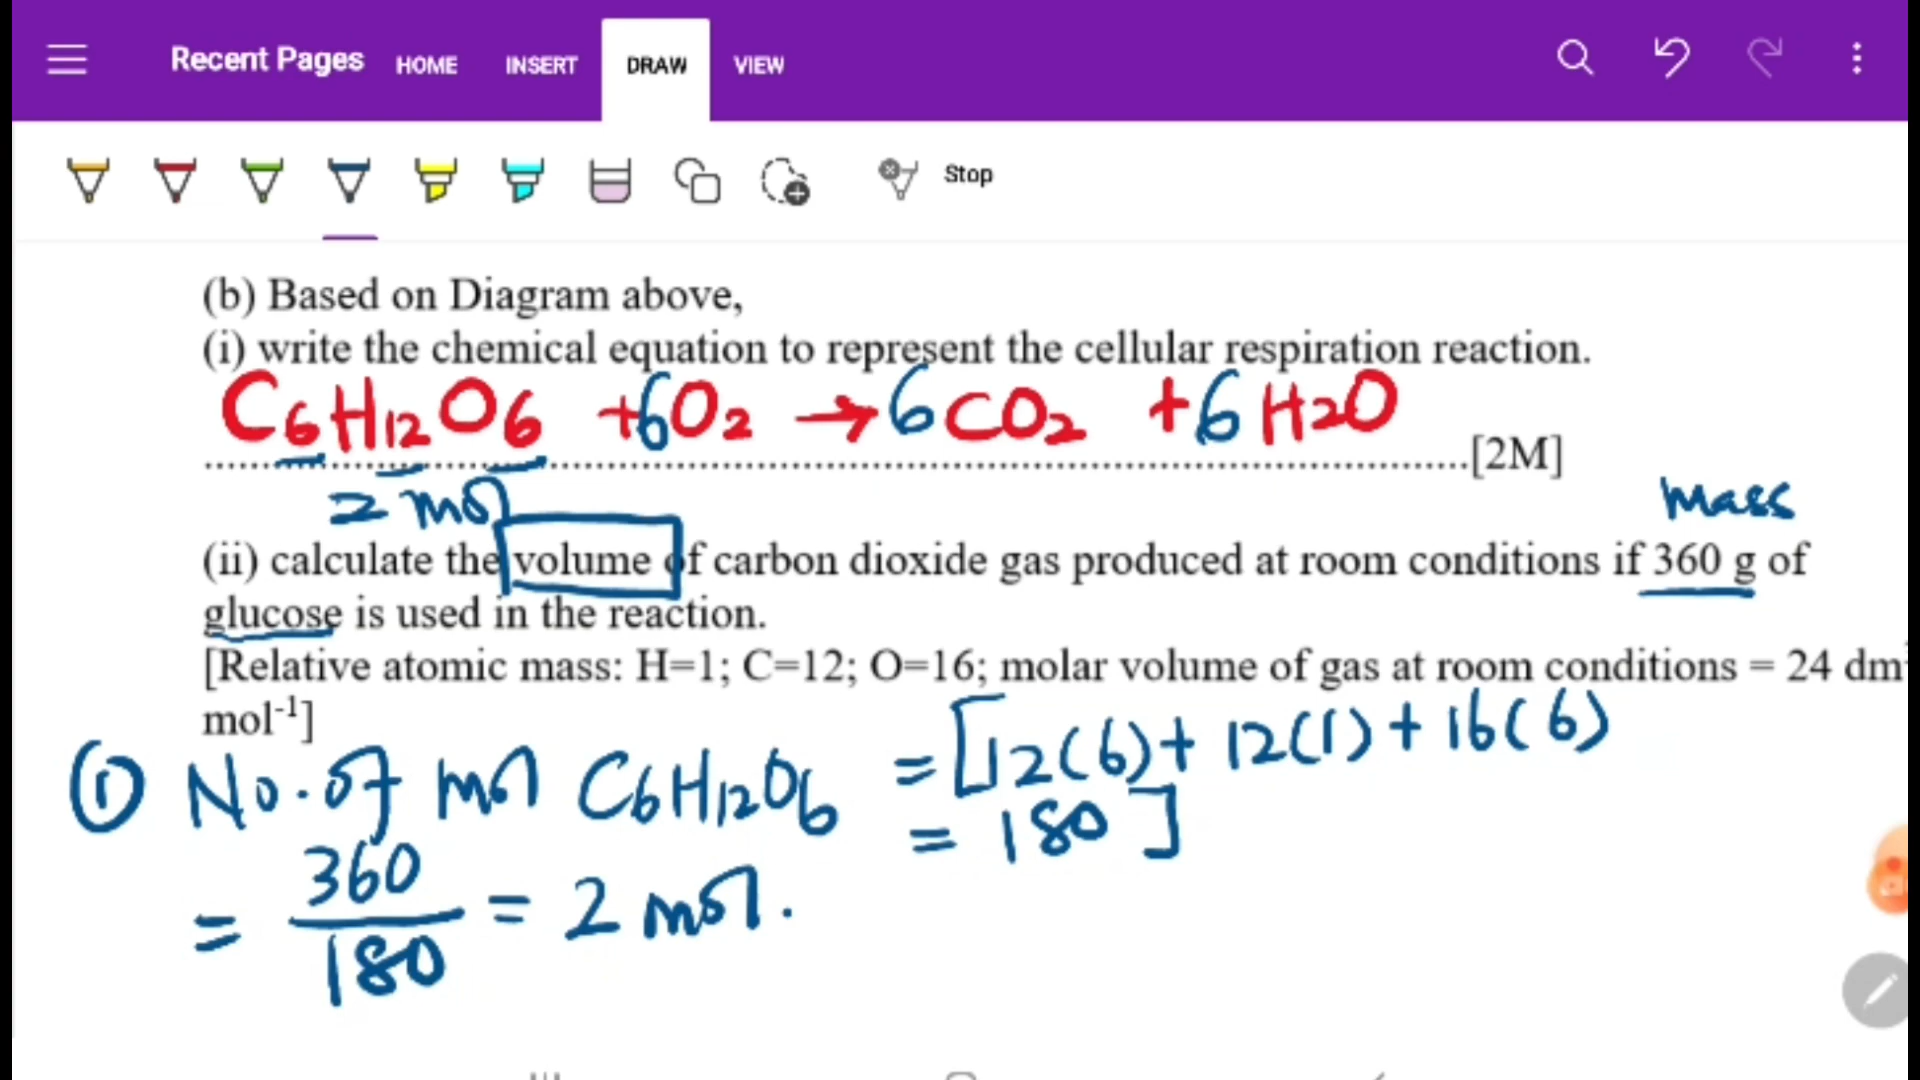 Recent Pages HOME INSERT DRAW VIEW
Stop
(b) Based on Diagram above,
(i) write the chemical equation to represent the cellular respiration reaction.
C6H12O6 +6O2 → 6CO2 +6H2O
..........[2M]
2 mol
mass
(ii) calculate the volume of carbon dioxide gas produced at room conditions if 360 g of
glucose is used in the reaction.
[Relative atomic mass: H=1; C=12; O=16; molar volume of gas at room conditions = 24 dm
mol⁻¹]
① No. of mol C6H12O6 = [12(6) + 12(1) + 16(6)
= 180]
= 360/180 = 2 mol.